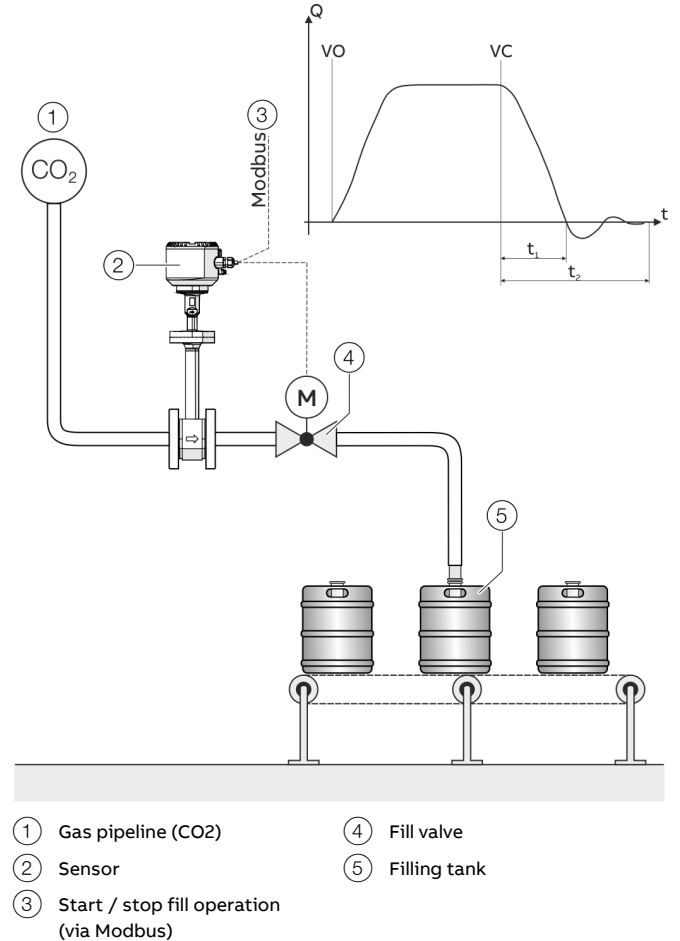 Q
VO
VC
1
3
CO₂
Modbus
t
t₁
2
t₂
4
M
5
1 Gas pipeline (CO2)
2 Sensor
3 Start / stop fill operation
(via Modbus)
4 Fill valve
5 Filling tank